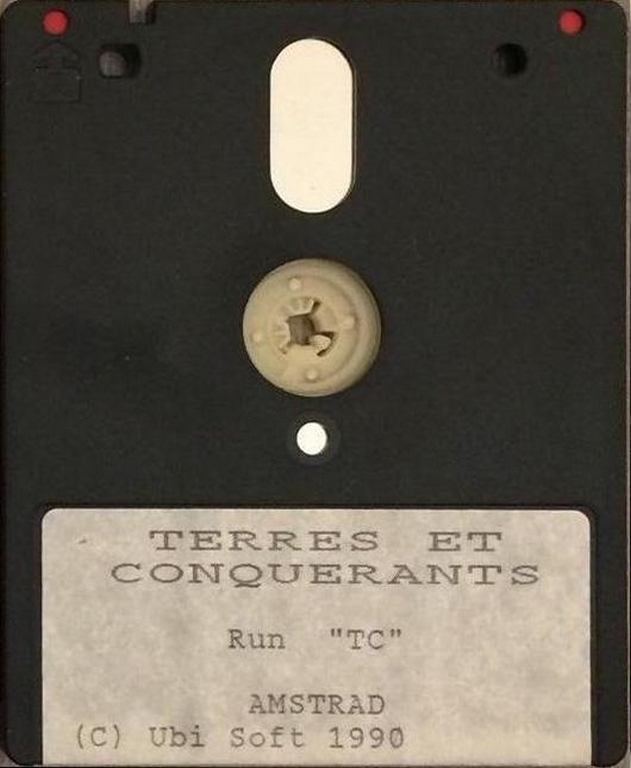 TERRES ET
CONQUERANTS
Run "TC"
AMSTRAD
(C) Ubi Soft 1990